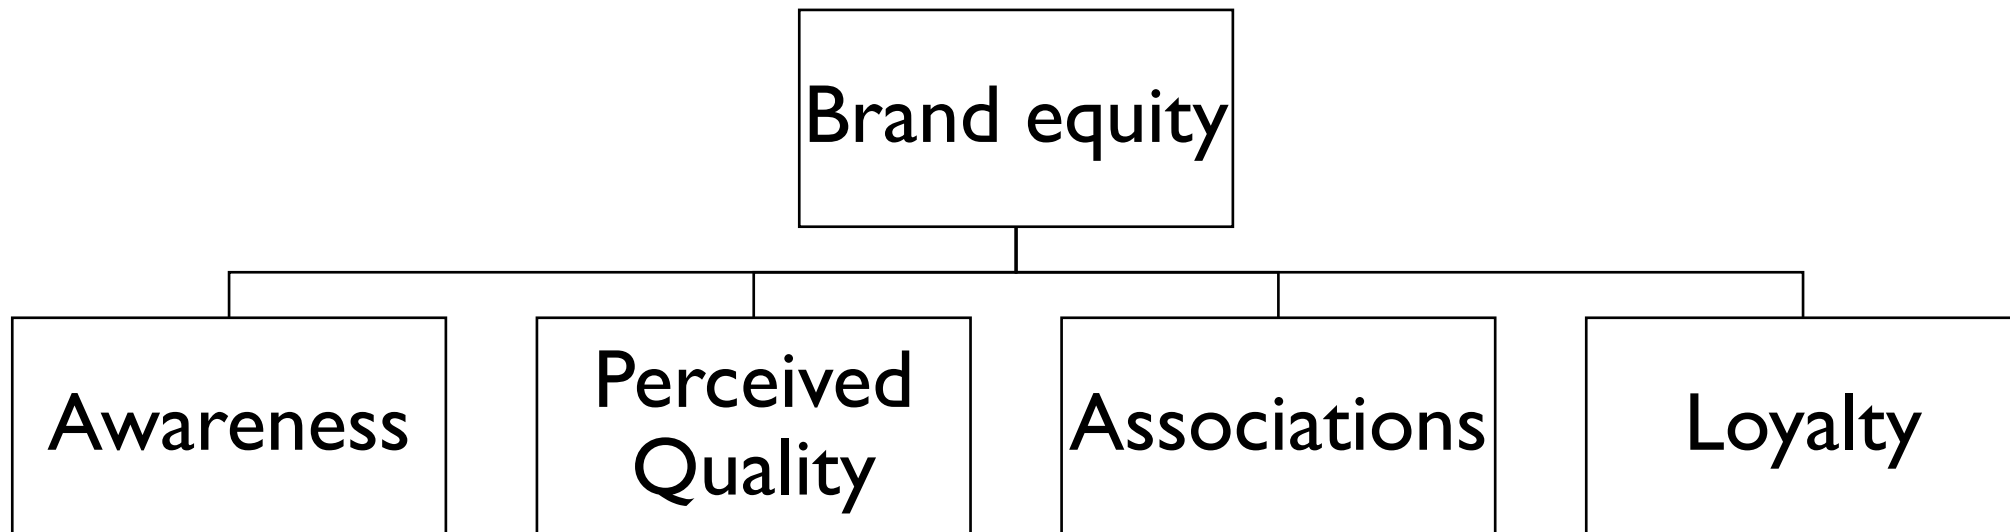 Brand equity
Awareness
Perceived
Quality
Associations
Loyalty